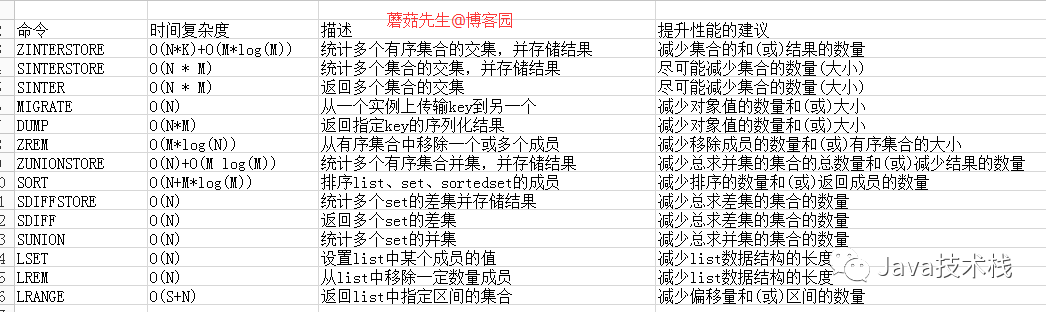 蘑菇先生@博客园
命令 时间复杂度 描述 提升性能的建议
ZINTERSTORE O(N*K)+O(M*log(M)) 统计多个有序集合的交集,并存储结果 减少集合的和(或)结果的数量
SINTERSTORE O(N * M) 统计多个集合的交集,并存储结果 尽可能减少集合的数量(大小)
SINTER O(N * M) 返回多个集合的交集 尽可能减少集合的数量(大小)
MIGRATE O(N) 从一个实例上传输key到另一个 减少对象值的数量和(或)大小
DUMP O(N*M) 返回指定key的序列化结果 减少对象值的数量和(或)大小
ZREM O(M*log(N)) 从有序集合中移除一个或多个成员 减少移除成员的数量和(或)有序集合的大小
ZUNIONSTORE O(N)+O(M log(M)) 统计多个有序集合并集,并存储结果 减少总求并集的集合的总数量和(或)减少结果的数量
SORT O(N+M*log(M)) 排序list、set、sortedset的成员 减少排序的数量和(或)返回成员的数量
SDIFFSTORE O(N) 统计多个set的差集并存储结果 减少总求差集的集合的数量
SDIFF O(N) 返回多个set的差集 减少总求差集的集合的数量
SUNION O(N) 统计多个set的并集 减少总求并集的集合的数量
LSET O(N) 设置list中某个成员的值 减少list数据结构的长度
LREM O(N) 从list中移除一定数量成员 减少list数据结构的长度
LRANGE O(S+N) 返回list中指定区间的集合 减少偏移量和(或)区间的数量
Java技术栈